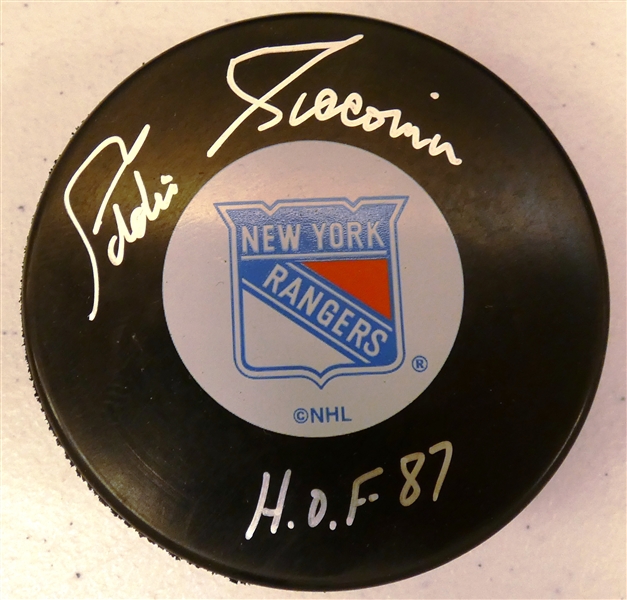 Eddie Giacomin
NEW YORK
RANGERS
®
©NHL
H.O.F. 87